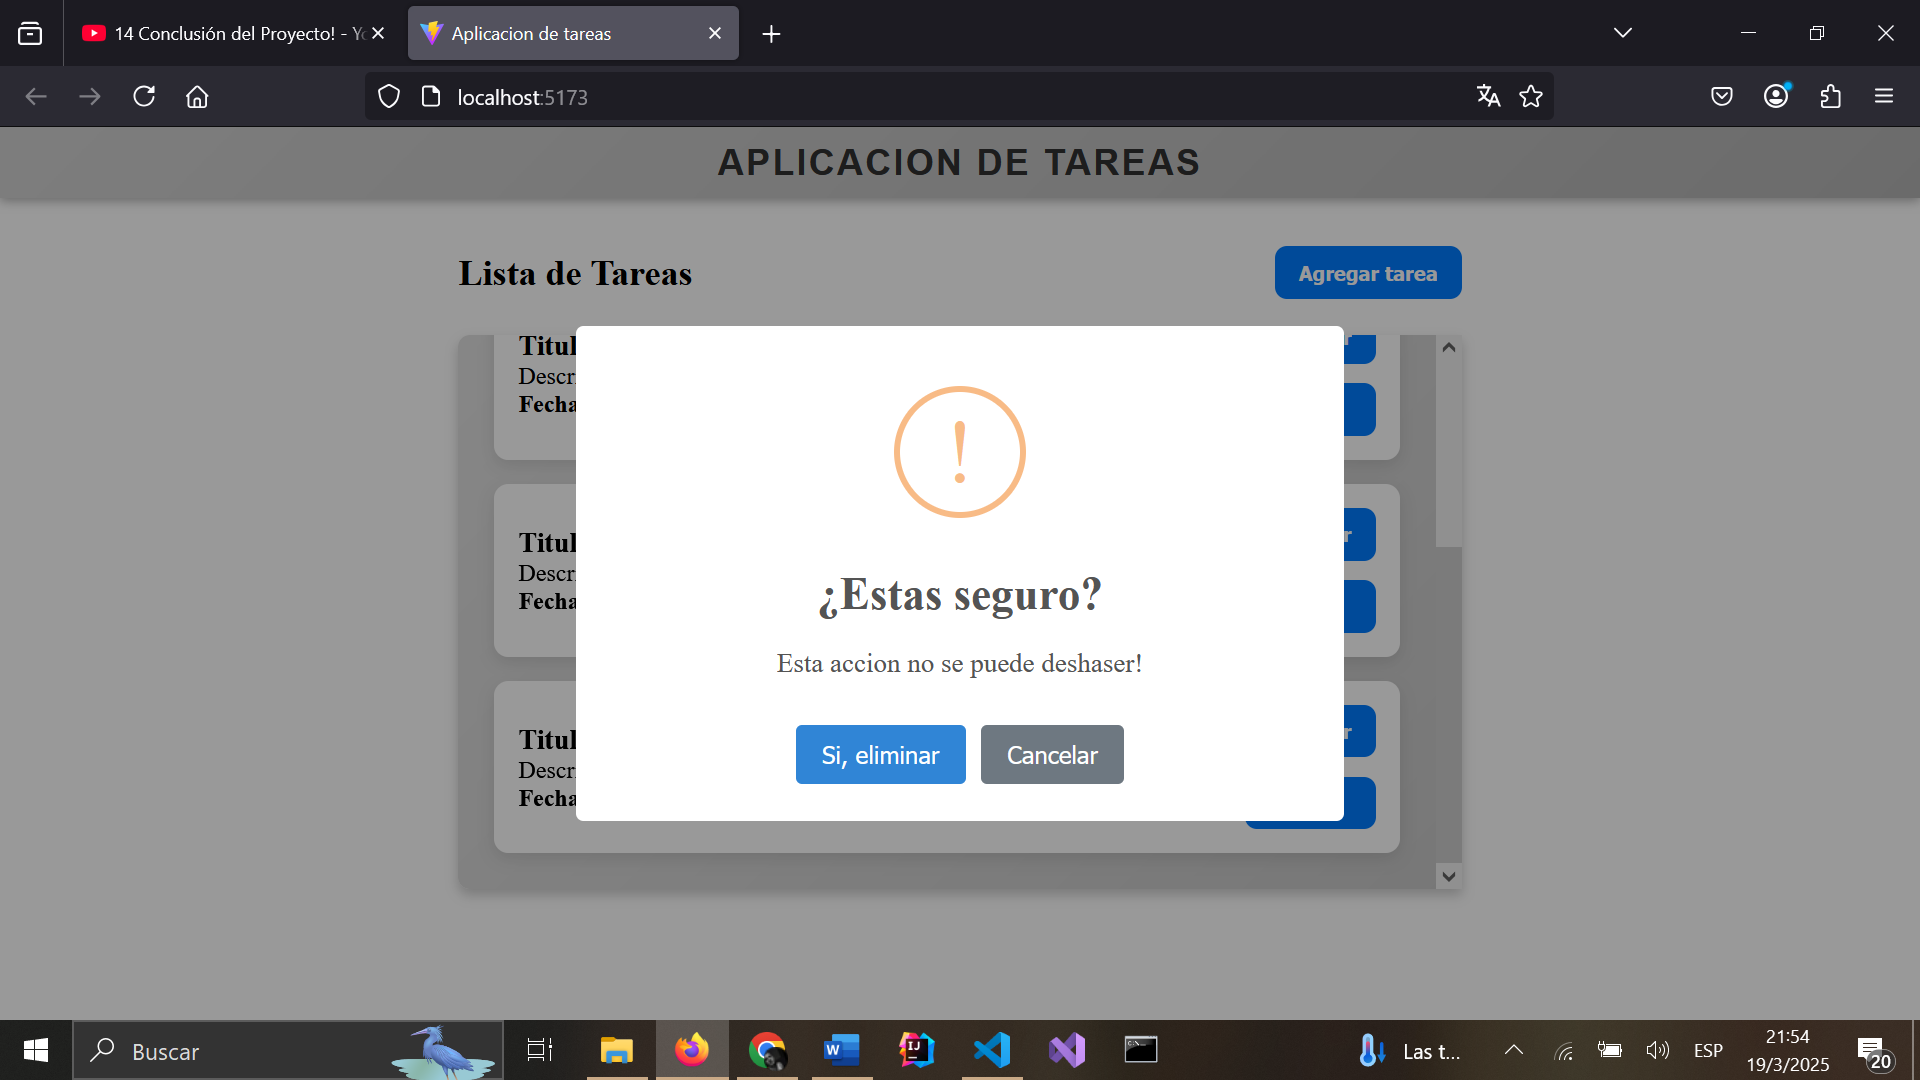 14 Conclusión del Proyecto! - Yo
Aplicacion de tareas
localhost:5173
APLICACION DE TAREAS
Lista de Tareas
Agregar tarea
Titul
Descr
Fecha
r
Titul
Descr
Fecha
r
Titul
Descr
Fecha
r
!
¿Estas seguro?
Esta accion no se puede deshaser!
Si, eliminar
Cancelar
Buscar
W
IJ
Las t...
ESP
21:54
19/3/2025
20